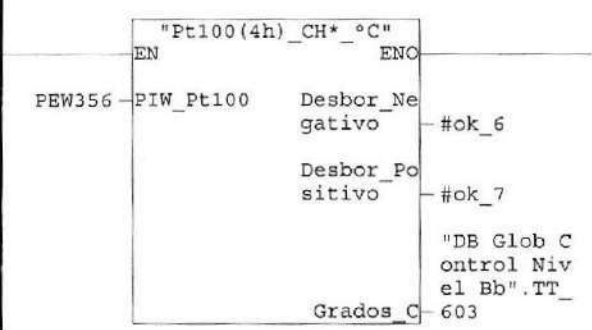 "Pt100(4h)_CH*_°C"
EN ENO
PEW356 PIW_Pt100 Desbor_Ne
gativo #ok_6
Desbor_Po
sitivo #ok_7
"DB Glob C
ontrol Niv
el Bb".TT_
Grados_C 603